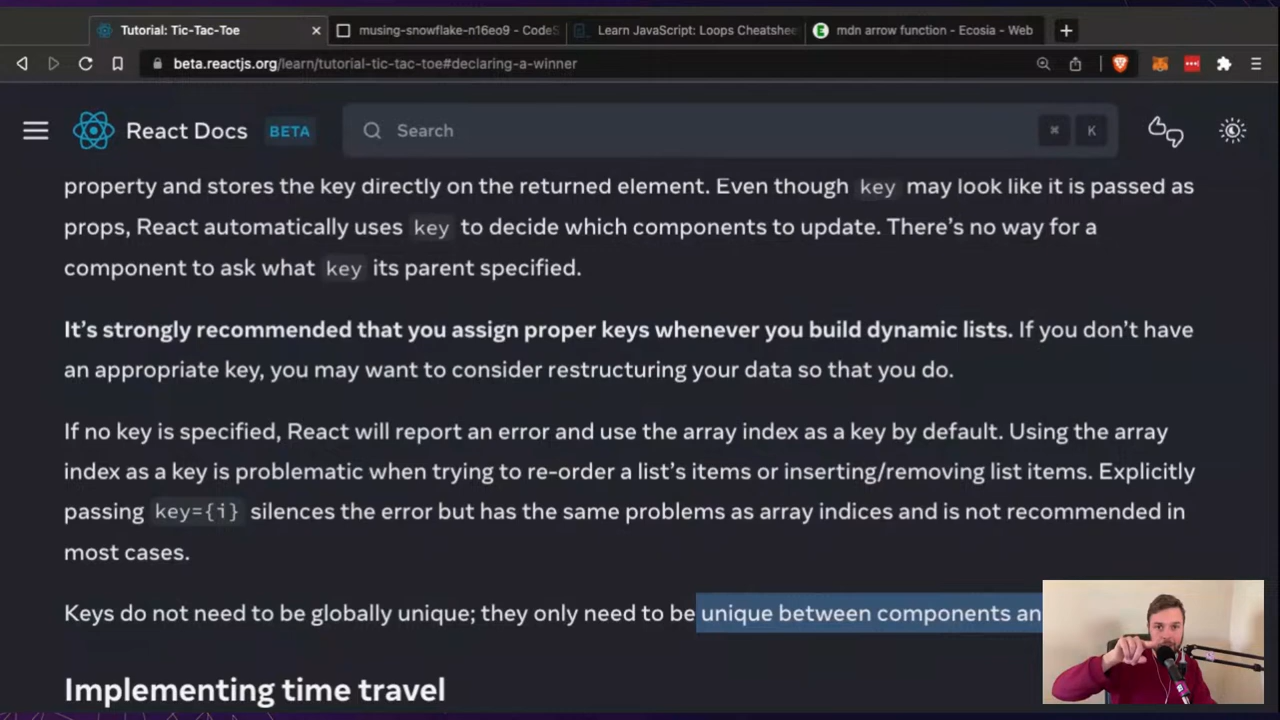 Tutorial: Tic-Tac-Toe
musing-snowflake-n16eo9 - CodeS
Learn JavaScript: Loops Cheatshee
mdn arrow function - Ecosia - Web
beta.reactjs.org/learn/tutorial-tic-tac-toe#declaring-a-winner
React Docs BETA Search ⌘ K
property and stores the key directly on the returned element. Even though key may look like it is passed as
props, React automatically uses key to decide which components to update. There’s no way for a
component to ask what key its parent specified.
It’s strongly recommended that you assign proper keys whenever you build dynamic lists. If you don’t have
an appropriate key, you may want to consider restructuring your data so that you do.
If no key is specified, React will report an error and use the array index as a key by default. Using the array
index as a key is problematic when trying to re-order a list’s items or inserting/removing list items. Explicitly
passing key={i} silences the error but has the same problems as array indices and is not recommended in
most cases.
Keys do not need to be globally unique; they only need to be unique between components an
Implementing time travel